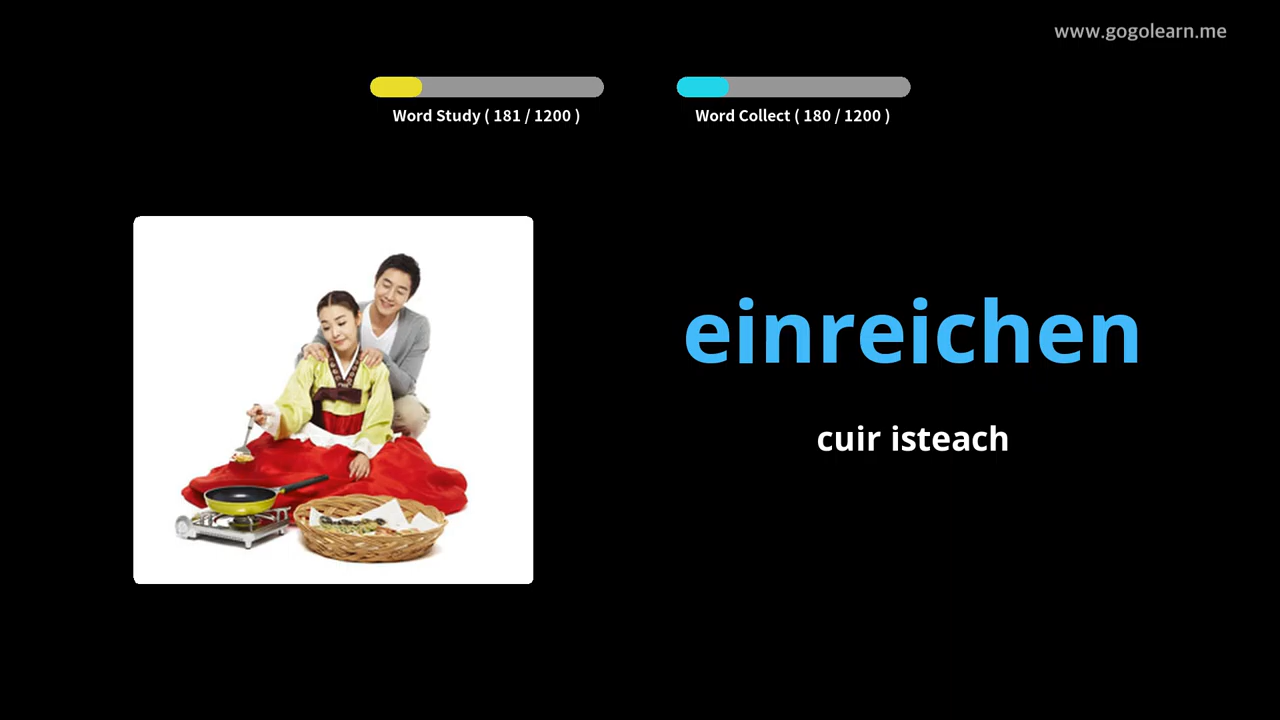 www.gogolearn.me
Word Study ( 181 / 1200 )
Word Collect ( 180 / 1200 )
einreichen
cuir isteach